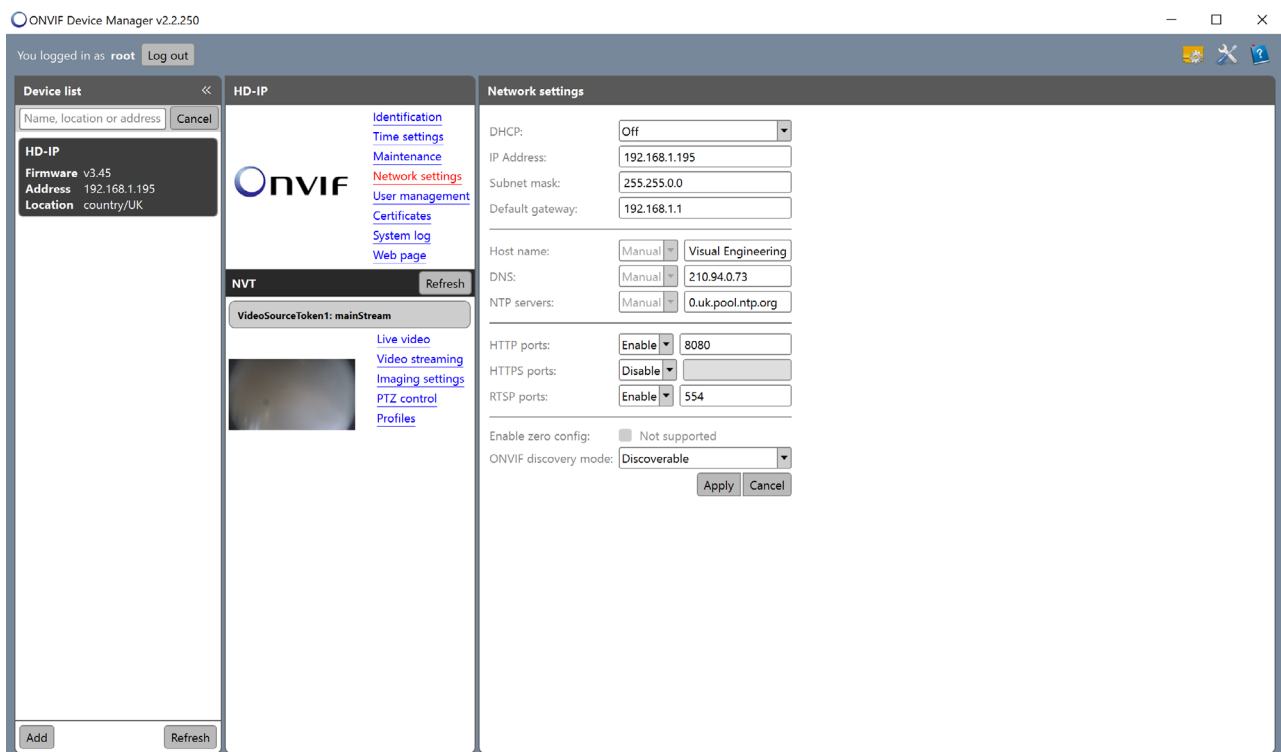 ONVIF Device Manager v2.2.250
You logged in as root Log out
Device list «
Name, location or address Cancel
HD-IP
Firmware v3.45
Address 192.168.1.195
Location country/UK
Add Refresh
HD-IP
ONVIF
Identification
Time settings
Maintenance
Network settings
User management
Certificates
System log
Web page
NVT Refresh
VideoSourceToken1: mainStream
Live video
Video streaming
Imaging settings
PTZ control
Profiles
Network settings
DHCP: Off
IP Address: 192.168.1.195
Subnet mask: 255.255.0.0
Default gateway: 192.168.1.1
Host name: Manual Visual Engineering
DNS: Manual 210.94.0.73
NTP servers: Manual 0.uk.pool.ntp.org
HTTP ports: Enable 8080
HTTPS ports: Disable
RTSP ports: Enable 554
Enable zero config: Not supported
ONVIF discovery mode: Discoverable
Apply Cancel